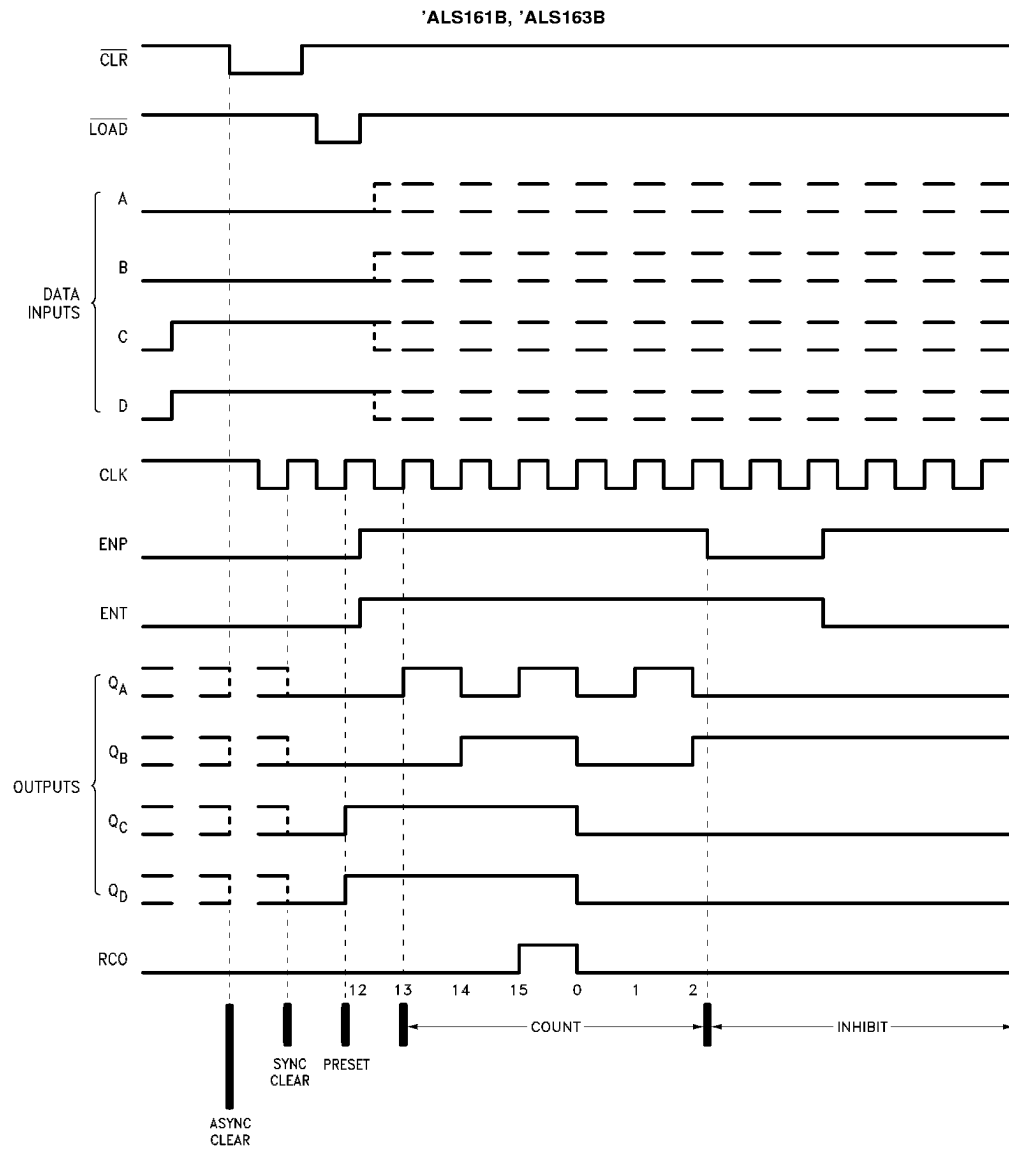 'ALS161B, 'ALS163B
CLR
LOAD
A
B
DATA
INPUTS
C
D
CLK
ENP
ENT
QA
QB
OUTPUTS
QC
QD
RCO
12 13 14 15 0 1 2
COUNT INHIBIT
SYNC
CLEAR
PRESET
ASYNC
CLEAR